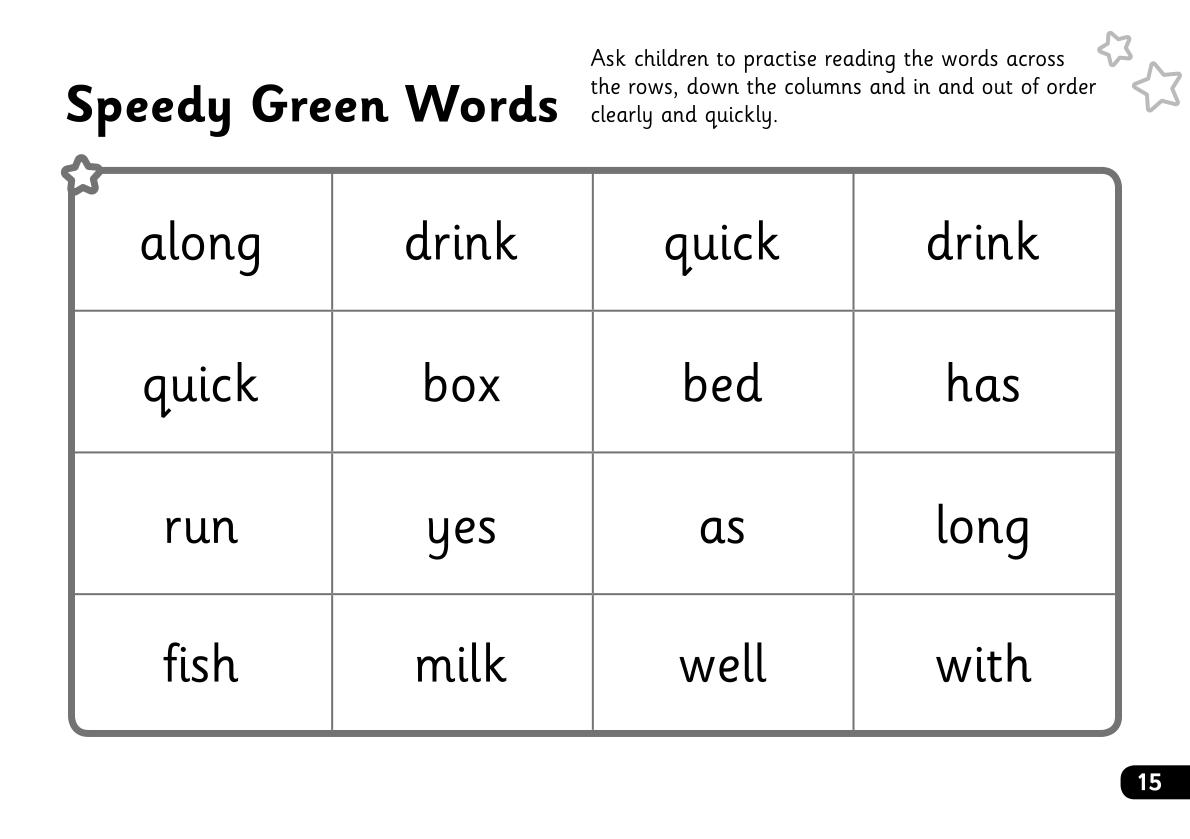 Speedy Green Words
Ask children to practise reading the words across
the rows, down the columns and in and out of order
clearly and quickly.
along drink quick drink
quick box bed has
run yes as long
fish milk well with
15